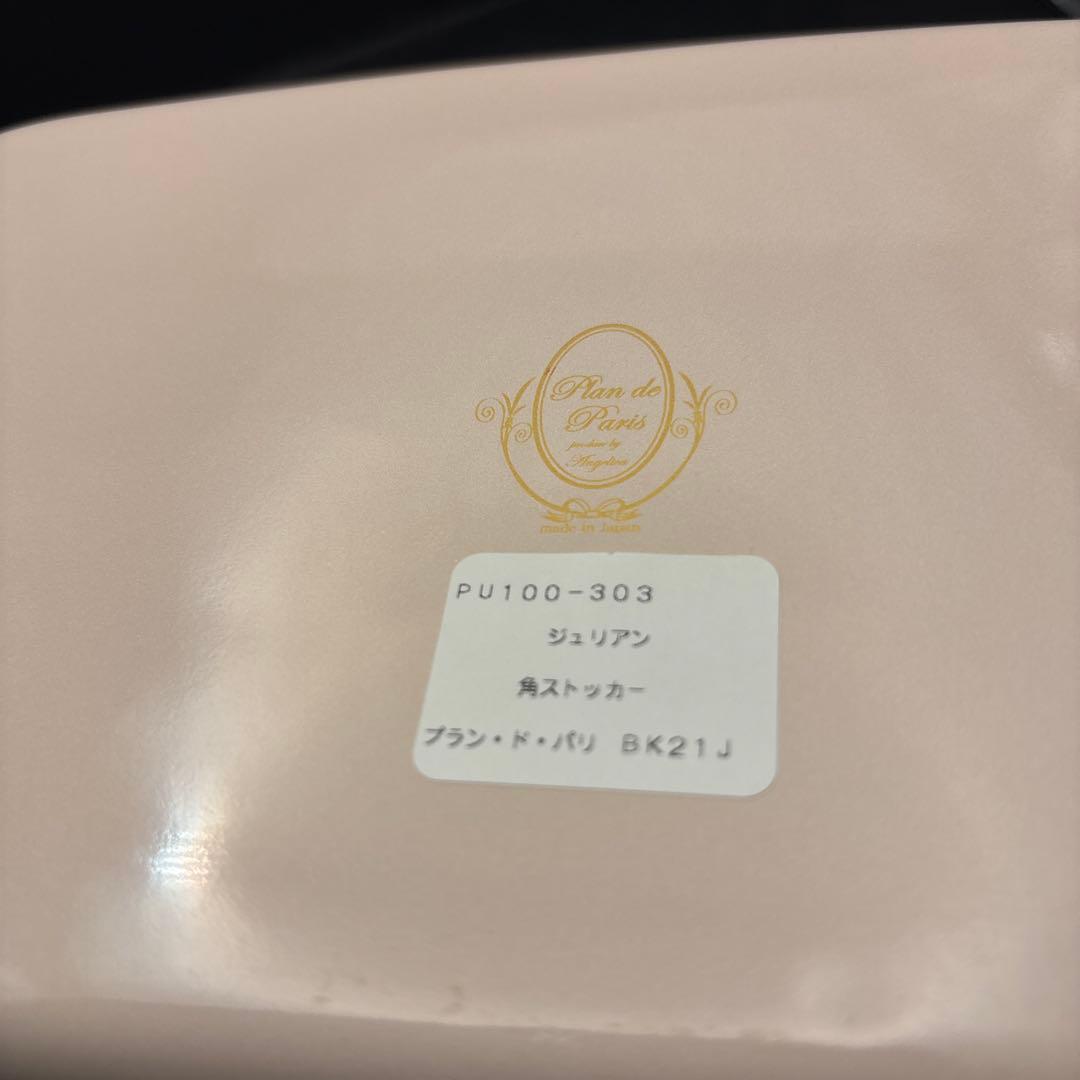 Plan de
Paris
produce by
Angelica
made in Japan
PU100-303
ジュリアン
角ストッカー
プラン・ド・パリ BK21J